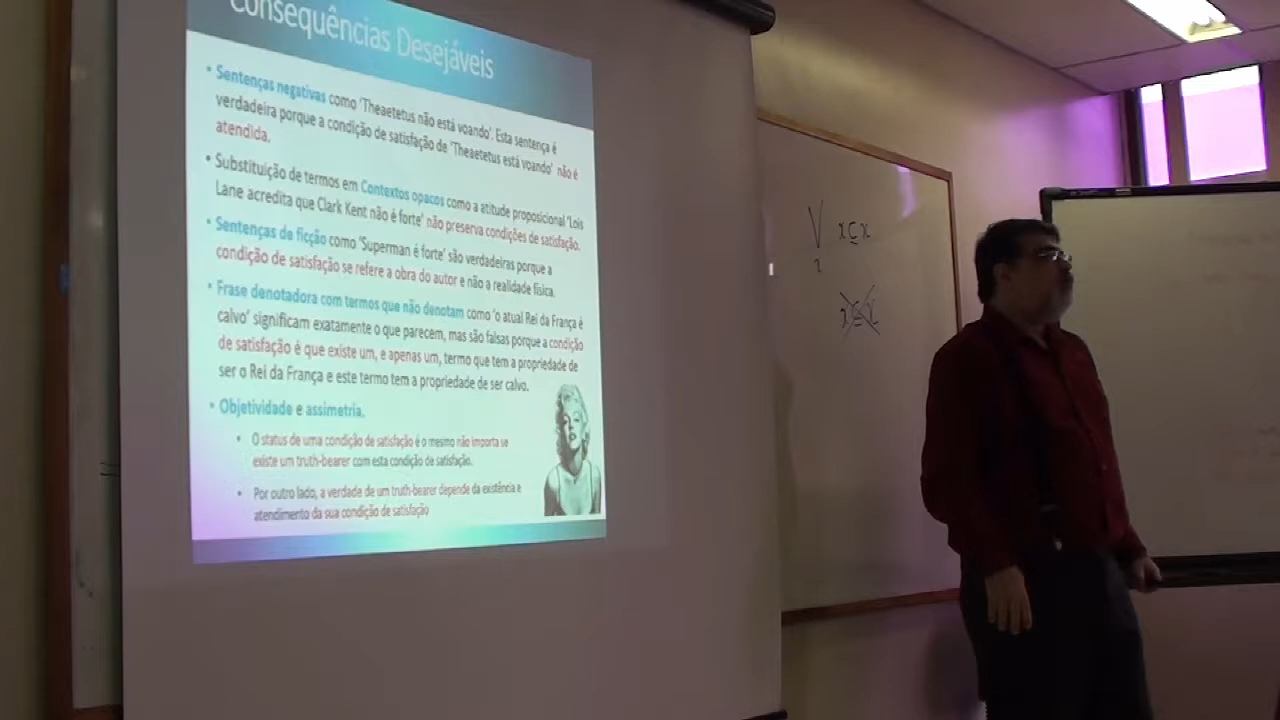 Consequências Desejáveis
• Sentenças negativas como 'Theaetetus não está voando'. Esta sentença é
verdadeira porque a condição de satisfação de 'Theaetetus está voando' não é
atendida.
• Substituição de termos em Contextos opacos como a atitude proposicional 'Lois
Lane acredita que Clark Kent não é forte' não preserva condições de satisfação.
• Sentenças de ficção como 'Superman é forte' são verdadeiras porque a
condição de satisfação se refere a obra do autor e não a realidade física.
• Frase denotadora com termos que não denotam como 'o atual Rei da França é
calvo' significam exatamente o que parecem, mas são falsas porque a condição
de satisfação é que existe um, e apenas um, termo que tem a propriedade de
ser o Rei da França e este termo tem a propriedade de ser calvo.
• Objetividade e assimetria.
• O status de uma condição de satisfação é o mesmo não importa se
existe um truth-bearer com esta condição de satisfação.
• Por outro lado, a verdade de um truth-bearer depende da existência e
atendimento da sua condição de satisfação
x ⊆ x
x